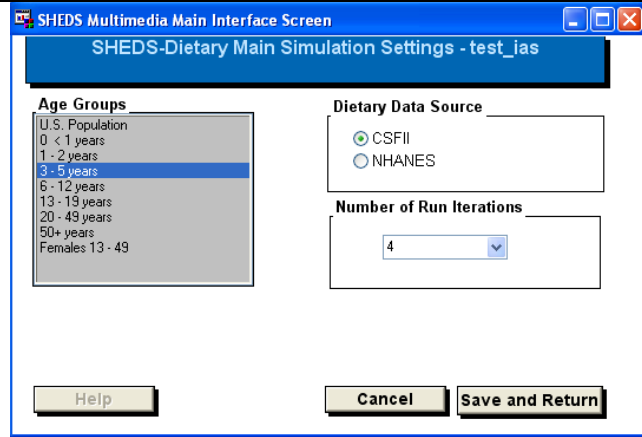 SHEDS Multimedia Main Interface Screen
SHEDS-Dietary Main Simulation Settings - test_ias
Age Groups
U.S. Population
0 < 1 years
1 - 2 years
3 - 5 years
6 - 12 years
13 - 19 years
20 - 49 years
50+ years
Females 13 - 49
Dietary Data Source
CSFII
NHANES
Number of Run Iterations
4
Help
Cancel
Save and Return